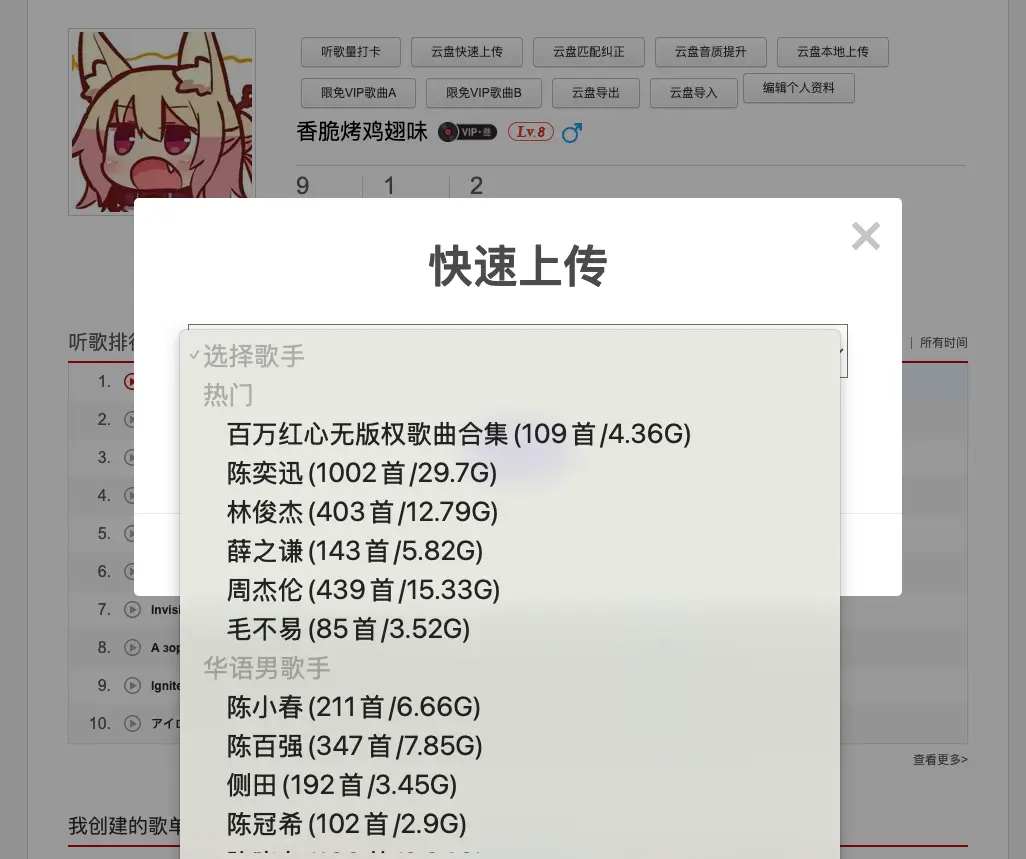 听歌量打卡 云盘快速上传 云盘匹配纠正 云盘音质提升 云盘本地上传
限免VIP歌曲A 限免VIP歌曲B 云盘导出 云盘导入 编辑个人资料
香脆烤鸡翅味 VIP·叁 Lv.8
9 1 2
快速上传
听歌排行 所有时间
选择歌手
1.
热门
2.
百万红心无版权歌曲合集 (109首/4.36G)
3.
陈奕迅 (1002首/29.7G)
4.
林俊杰 (403首/12.79G)
5.
薛之谦 (143首/5.82G)
6.
周杰伦 (439首/15.33G)
7. Invisi
毛不易 (85首/3.52G)
8. А зор
华语男歌手
9. Ignite
陈小春 (211首/6.66G)
10. アイロ
陈百强 (347首/7.85G)
查看更多>
侧田 (192首/3.45G)
我创建的歌单
陈冠希 (102首/2.9G)